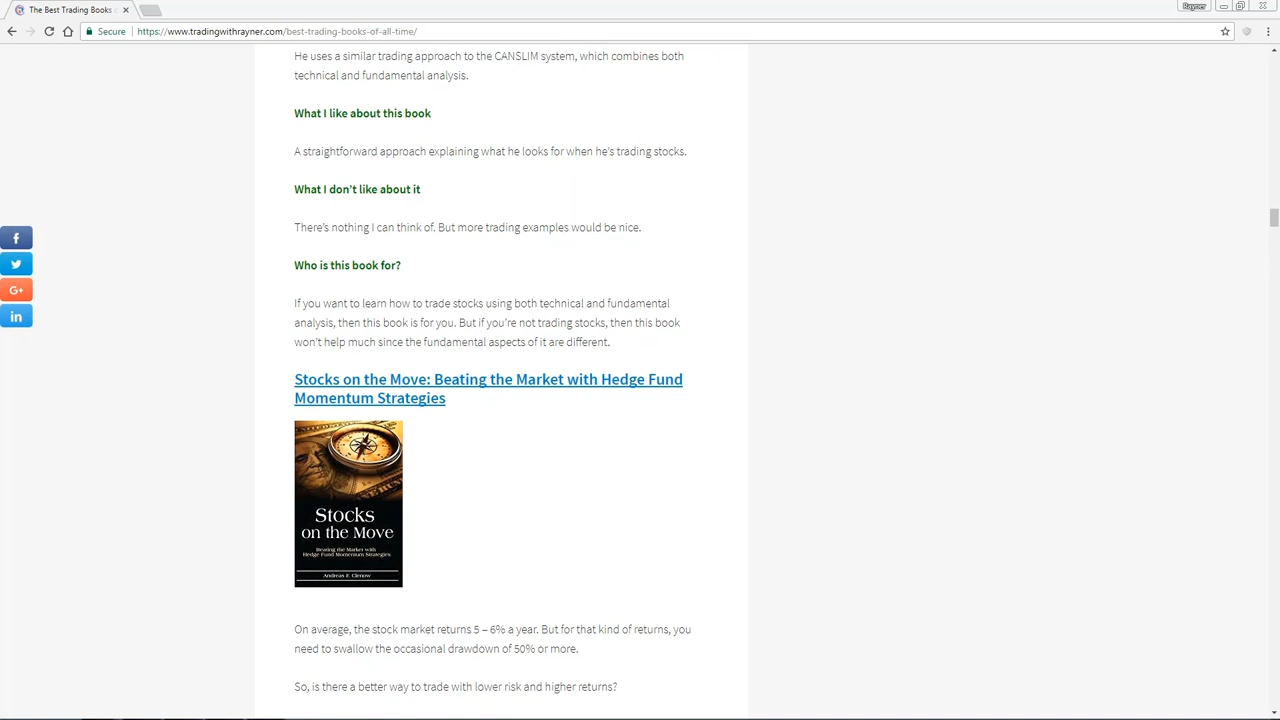 The Best Trading Books
Rayner
Secure
https://www.tradingwithrayner.com/best-trading-books-of-all-time/
He uses a similar trading approach to the CANSLIM system, which combines both
technical and fundamental analysis.
What I like about this book
A straightforward approach explaining what he looks for when he's trading stocks.
What I don't like about it
There's nothing I can think of. But more trading examples would be nice.
Who is this book for?
If you want to learn how to trade stocks using both technical and fundamental
analysis, then this book is for you. But if you're not trading stocks, then this book
won't help much since the fundamental aspects of it are different.
Stocks on the Move: Beating the Market with Hedge Fund
Momentum Strategies
Stocks
on the Move
Beating the Market with
Hedge Fund Momentum Strategies
Andreas F. Clenow
On average, the stock market returns 5 – 6% a year. But for that kind of returns, you
need to swallow the occasional drawdown of 50% or more.
So, is there a better way to trade with lower risk and higher returns?
f
G+
in